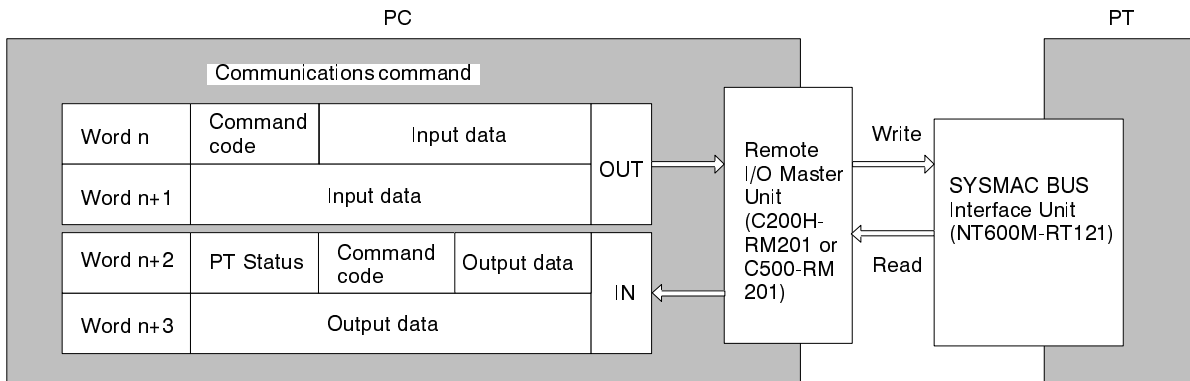 PC
PT
Communications command
Word n
Command
code
Input data
Word n+1
Input data
OUT
Word n+2
PT Status
Command
code
Output data
Word n+3
Output data
IN
Remote
I/O Master
Unit
(C200H-
RM201 or
C500-RM
201)
Write
Read
SYSMAC BUS
Interface Unit
(NT600M-RT121)